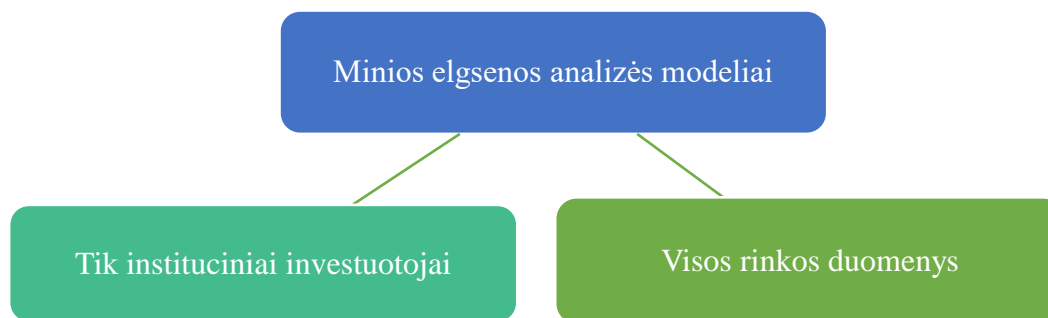 Minios elgsenos analizės modeliai
Tik instituciniai investuotojai
Visos rinkos duomenys